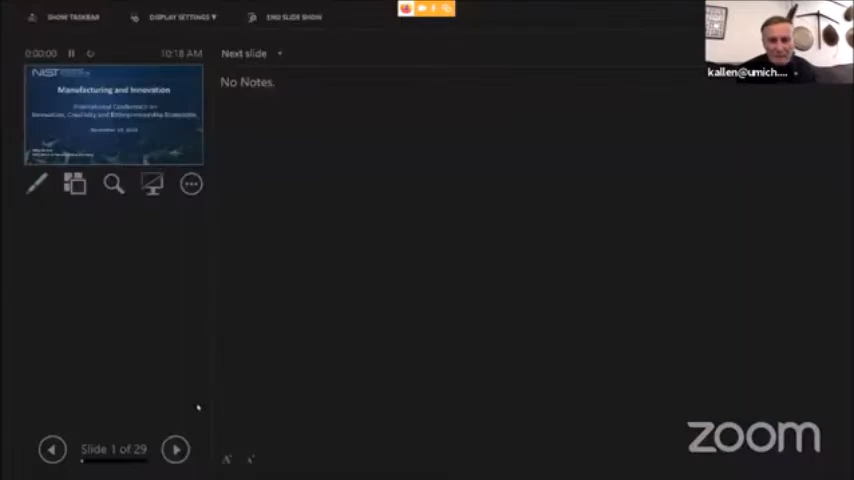 SHOW TASKBAR
DISPLAY SETTINGS ▼
END SLIDE SHOW
0:00:00
10:18 AM
Next slide
kallen@umich....
No Notes.
NIST
Manufacturing and Innovation
International Conference on
Innovation, Creativity and Entrepreneurship Ecosystem
Slide 1 of 29
A
A
zoom